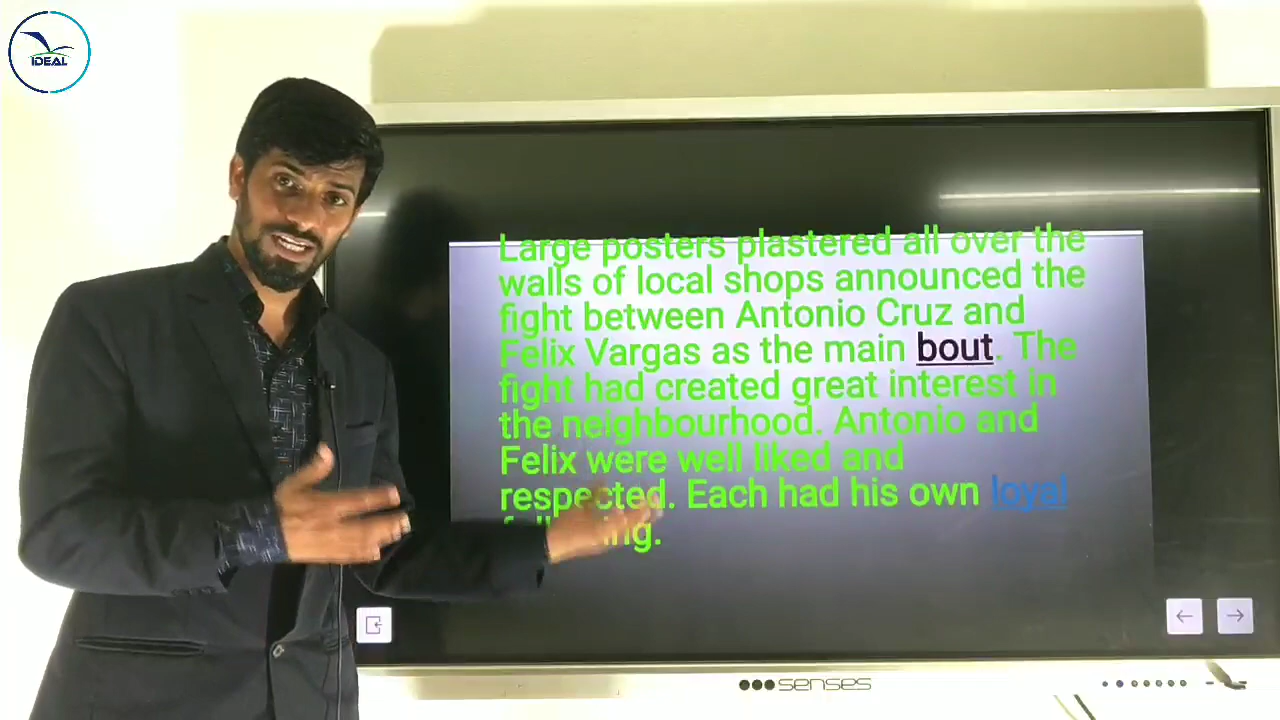 IDEAL
Large posters plastered all over the
walls of local shops announced the
fight between Antonio Cruz and
Felix Vargas as the main bout. The
fight had created great interest in
the neighbourhood. Antonio and
Felix were well liked and
respected. Each had his own loyal
following.
senses